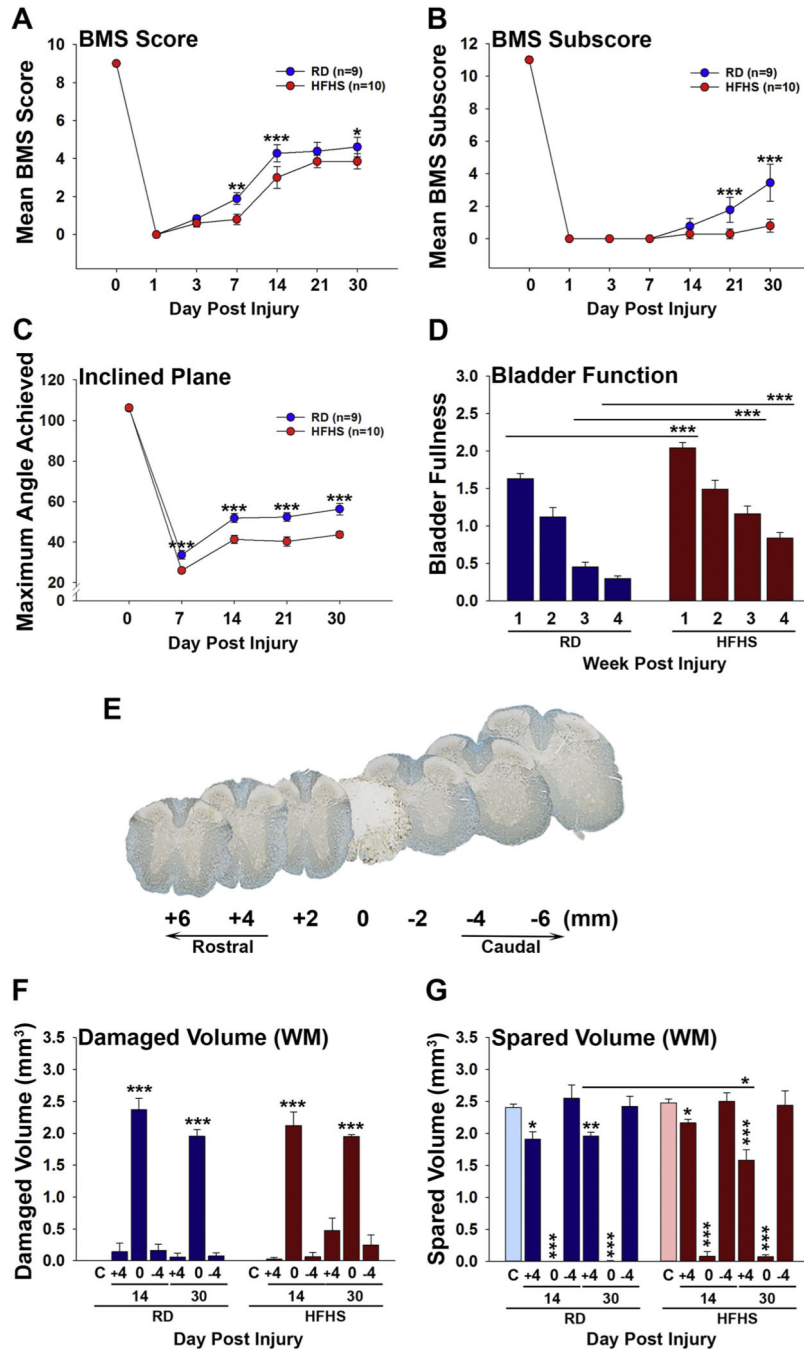 A
BMS Score
Mean BMS Score
10
8
6
4
2
0
RD (n=9)
HFHS (n=10)
**
***
*
0 1 3 7 14 21 30
Day Post Injury
B
BMS Subscore
Mean BMS Subscore
12
10
8
6
4
2
0
RD (n=9)
HFHS (n=10)
***
***
0 1 3 7 14 21 30
Day Post Injury
C
Inclined Plane
Maximum Angle Achieved
120
100
80
60
40
20
0
RD (n=9)
HFHS (n=10)
*** *** *** ***
0 7 14 21 30
Day Post Injury
D
Bladder Function
Bladder Fullness
3.0
2.5
2.0
1.5
1.0
0.5
0.0
***
***
***
1 2 3 4 1 2 3 4
RD HFHS
Week Post Injury
E
+6 +4 +2 0 -2 -4 -6 (mm)
Rostral Caudal
F
Damaged Volume (WM)
Damaged Volume (mm³)
3.5
3.0
2.5
2.0
1.5
1.0
0.5
0.0
*** *** *** ***
C +4 0 -4 +4 0 -4 C +4 0 -4 +4 0 -4
14 30 14 30
RD HFHS
Day Post Injury
G
Spared Volume (WM)
Spared Volume (mm³)
3.5
3.0
2.5
2.0
1.5
1.0
0.5
0.0
*
* *** ** *** * *** *** ***
C +4 0 -4 +4 0 -4 C +4 0 -4 +4 0 -4
14 30 14 30
RD HFHS
Day Post Injury